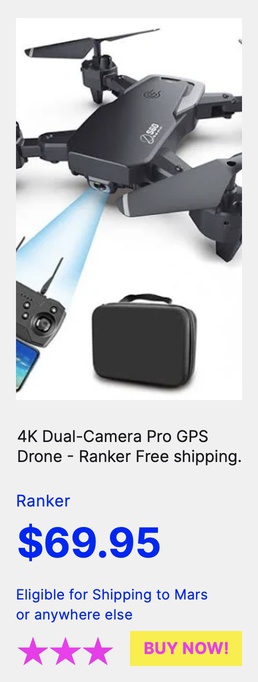 S60
4K Dual-Camera Pro GPS
Drone - Ranker Free shipping.
Ranker
$69.95
Eligible for Shipping to Mars
or anywhere else
BUY NOW!